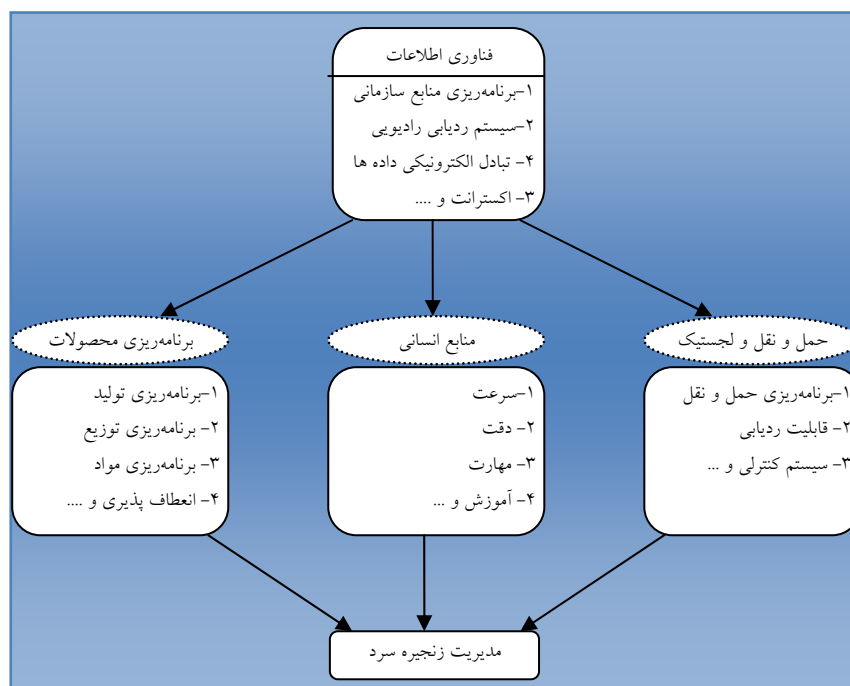 فناوری اطلاعات
۱-برنامه‌ریزی منابع سازمانی
۲-سیستم ردیابی رادیویی
۴- تبادل الکترونیکی داده ها
۳- اکسترانت و ....
حمل و نقل و لجستیک
۱-برنامه‌ریزی حمل و نقل
۲- قابلیت ردیابی
۳- سیستم کنترلی و ...
منابع انسانی
۱-سرعت
۲- دقت
۳- مهارت
۴- آموزش و ...
برنامه‌ریزی محصولات
۱-برنامه‌ریزی تولید
۲- برنامه‌ریزی توزیع
۳- برنامه‌ریزی مواد
۴- انعطاف پذیری و ....
مدیریت زنجیره سرد